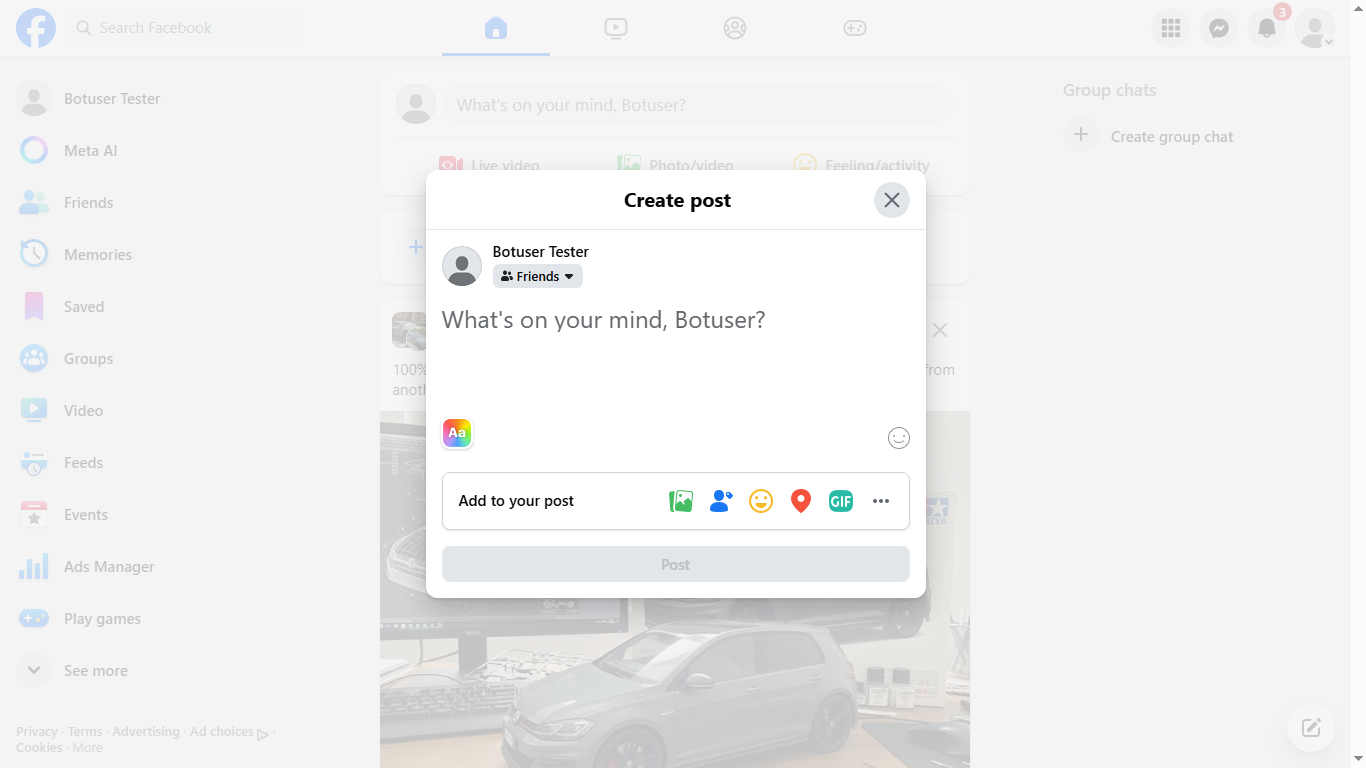 Search Facebook
3
Botuser Tester
Meta AI
Friends
Memories
Saved
Groups
Video
Feeds
Events
Ads Manager
Play games
See more
Privacy · Terms · Advertising · Ad choices ·
Cookies · More
What's on your mind, Botuser?
Live video
Photo/video
Feeling/activity
100%
from
anoth
Create post
Botuser Tester
Friends
What's on your mind, Botuser?
Aa
Add to your post
GIF
Post
Group chats
Create group chat